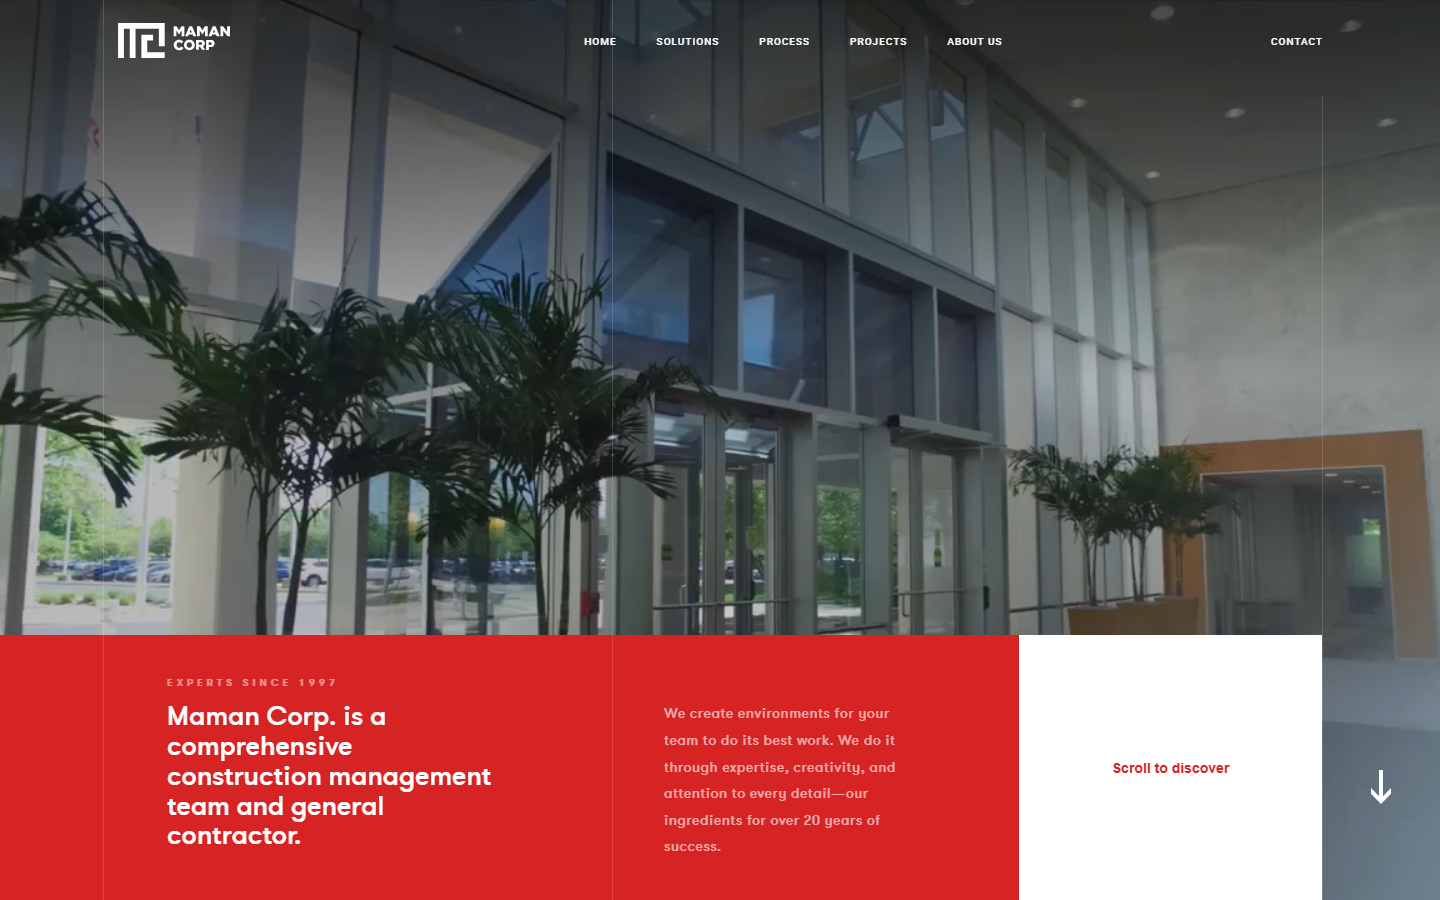 MAMAN
CORP
HOME SOLUTIONS PROCESS PROJECTS ABOUT US CONTACT
EXPERTS SINCE 1997
Maman Corp. is a
comprehensive
construction management
team and general
contractor.
We create environments for your
team to do its best work. We do it
through expertise, creativity, and
attention to every detail—our
ingredients for over 20 years of
success.
Scroll to discover